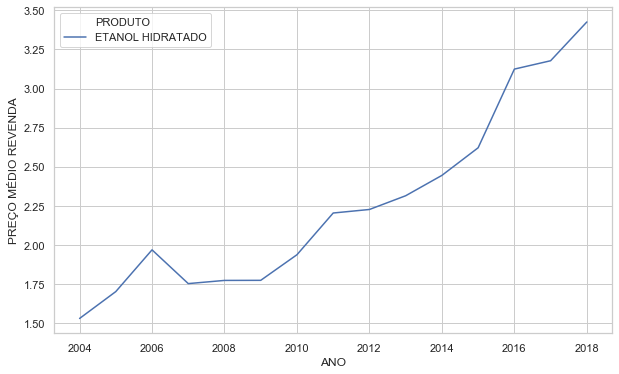 PRODUTO
ETANOL HIDRATADO
3.50
3.25
3.00
2.75
2.50
2.25
2.00
1.75
1.50
PREÇO MÉDIO REVENDA
2004 2006 2008 2010 2012 2014 2016 2018
ANO